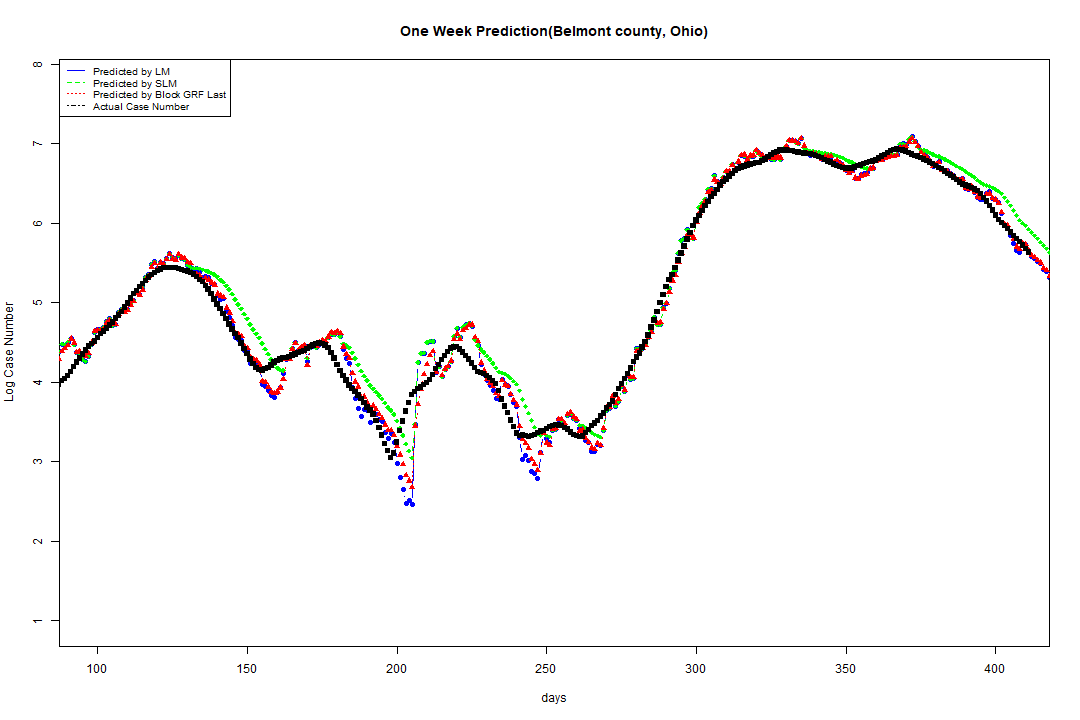 One Week Prediction(Belmont county, Ohio)
Predicted by LM
Predicted by SLM
Predicted by Block GRF Last
Actual Case Number
8
7
6
5
4
3
2
1
Log Case Number
100 150 200 250 300 350 400
days